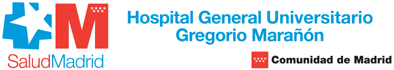 M
SaludMadrid
Hospital General Universitario
Gregorio Marañón
Comunidad de Madrid